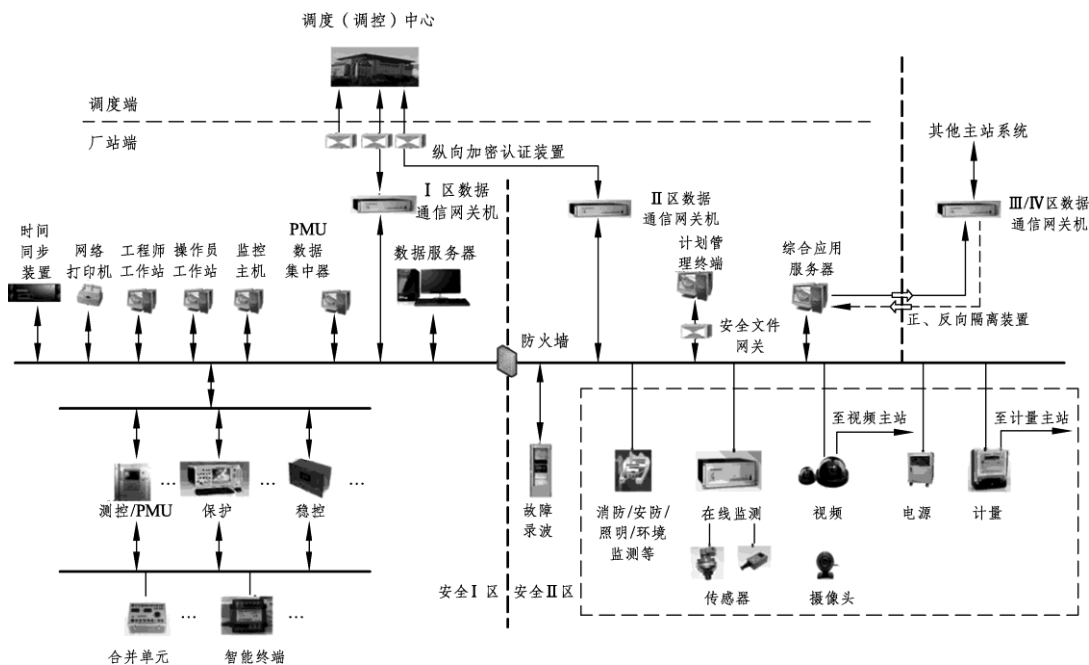 调度（调控）中心
调度端
厂站端
纵向加密认证装置
其他主站系统
Ⅰ 区数据
通信网关机
Ⅱ区数据
通信网关机
Ⅲ/Ⅳ区数据
通信网关机
时间
同步
装置
网络
打印机
工程师
工作站
操作员
工作站
监控
主机
PMU
数据
集中器
数据服务器
计划管
理终端
综合应用
服务器
防火墙
安全文件
网关
正、反向隔离装置
至视频主站
至计量主站
测控/PMU
…
保护
…
稳控
…
故障
录波
消防/安防/
照明/环境
监测等
在线监测
视频
电源
计量
安全Ⅰ区
安全Ⅱ区
传感器
摄像头
合并单元
…
智能终端
…